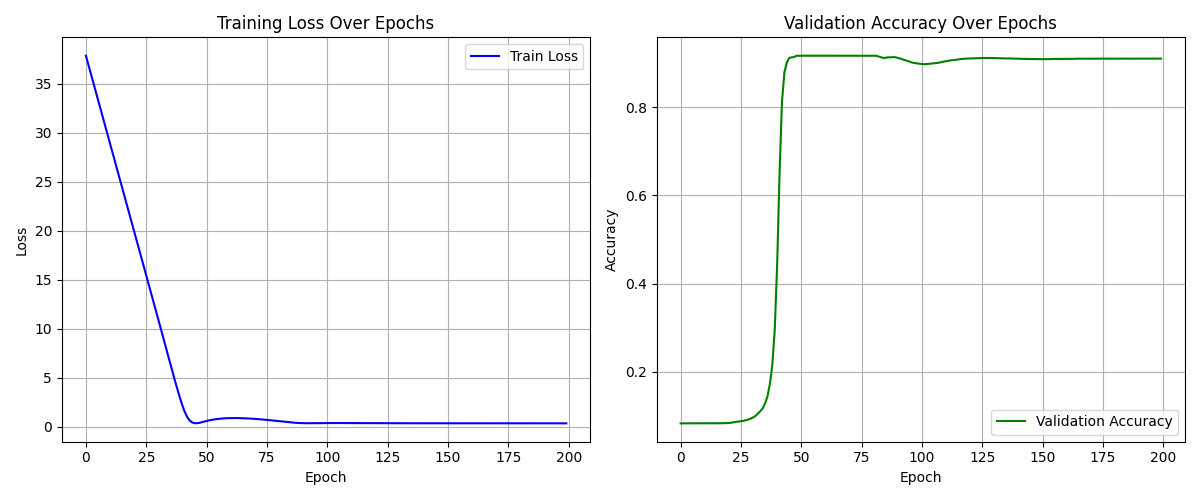 Training Loss Over Epochs
Train Loss
Loss
35
30
25
20
15
10
5
0
0 25 50 75 100 125 150 175 200
Epoch
Validation Accuracy Over Epochs
Accuracy
0.8
0.6
0.4
0.2
Validation Accuracy
0 25 50 75 100 125 150 175 200
Epoch